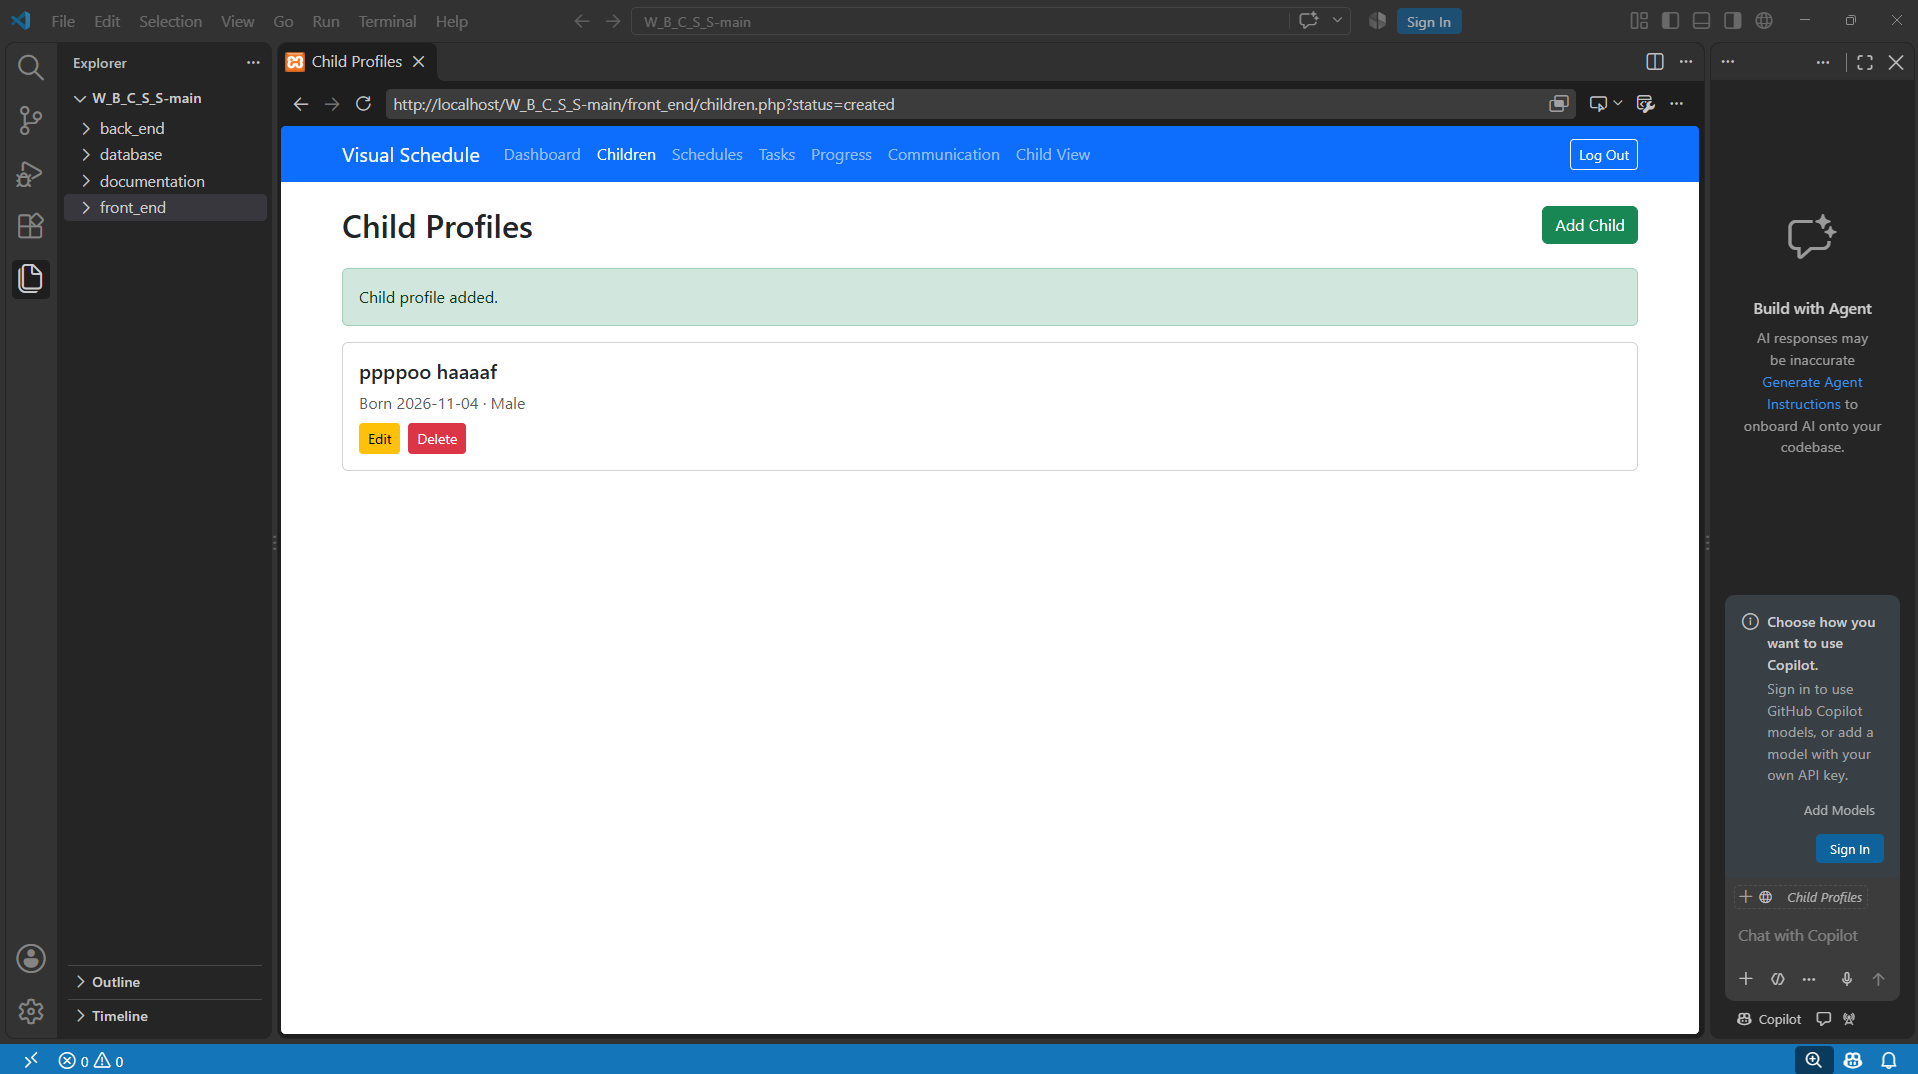 File Edit Selection View Go Run Terminal Help
W_B_C_S_S-main
Sign In
Explorer
W_B_C_S_S-main
back_end
database
documentation
front_end
Outline
Timeline
Child Profiles
http://localhost/W_B_C_S_S-main/front_end/children.php?status=created
Visual Schedule Dashboard Children Schedules Tasks Progress Communication Child View Log Out
Child Profiles
Add Child
Child profile added.
ppppoo haaaaf
Born 2026-11-04 · Male
Edit Delete
Build with Agent
AI responses may
be inaccurate
Generate Agent
Instructions to
onboard AI onto your
codebase.
Choose how you
want to use
Copilot.
Sign in to use
GitHub Copilot
models, or add a
model with your
own API key.
Add Models
Sign In
Child Profiles
Chat with Copilot
Copilot
0 0